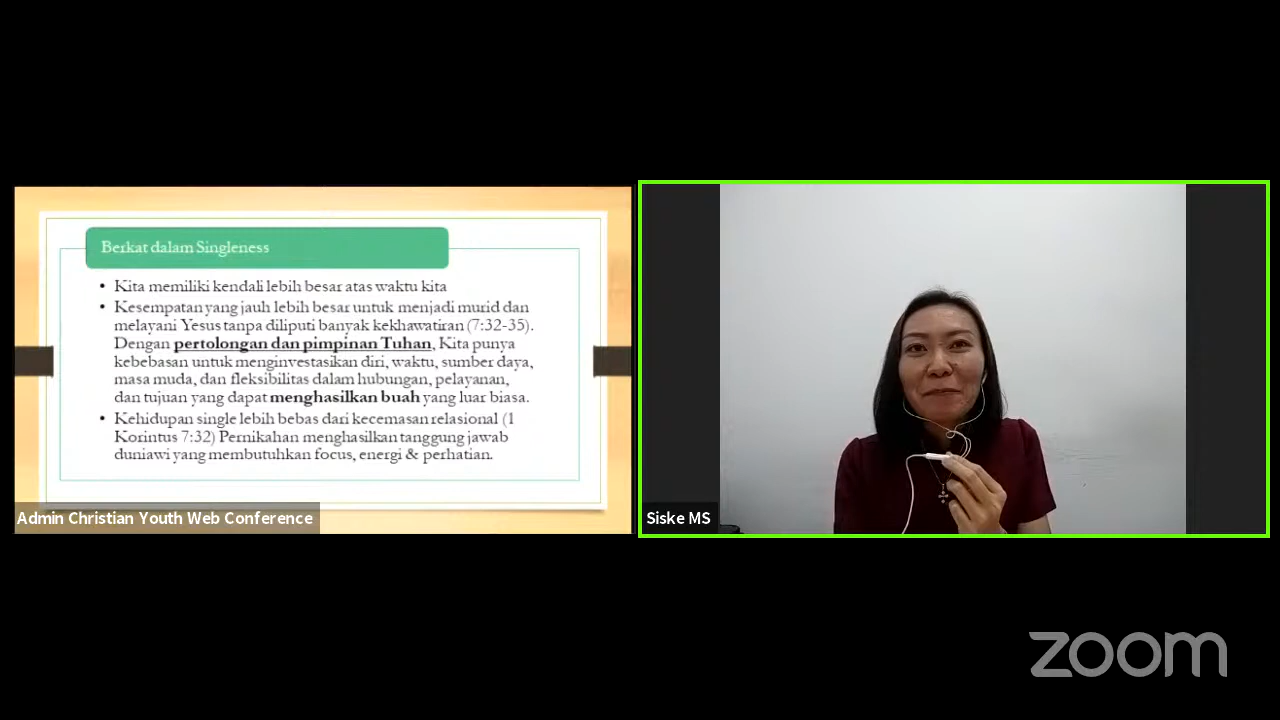 Berkat dalam Singleness
• Kita memiliki kendali lebih besar atas waktu kita
• Kesempatan yang jauh lebih besar untuk menjadi murid dan
melayani Yesus tanpa diliputi banyak kekhawatiran (7:32-35).
Dengan pertolongan dan pimpinan Tuhan, Kita punya
kebebasan untuk menginvestasikan diri, waktu, sumber daya,
masa muda, dan fleksibilitas dalam hubungan, pelayanan,
dan tujuan yang dapat menghasilkan buah yang luar biasa.
• Kehidupan single lebih bebas dari kecemasan relasional (1
Korintus 7:32) Pernikahan menghasilkan tanggung jawab
duniawi yang membutuhkan focus, energi & perhatian.
Admin Christian Youth Web Conference
Siske MS
zoom